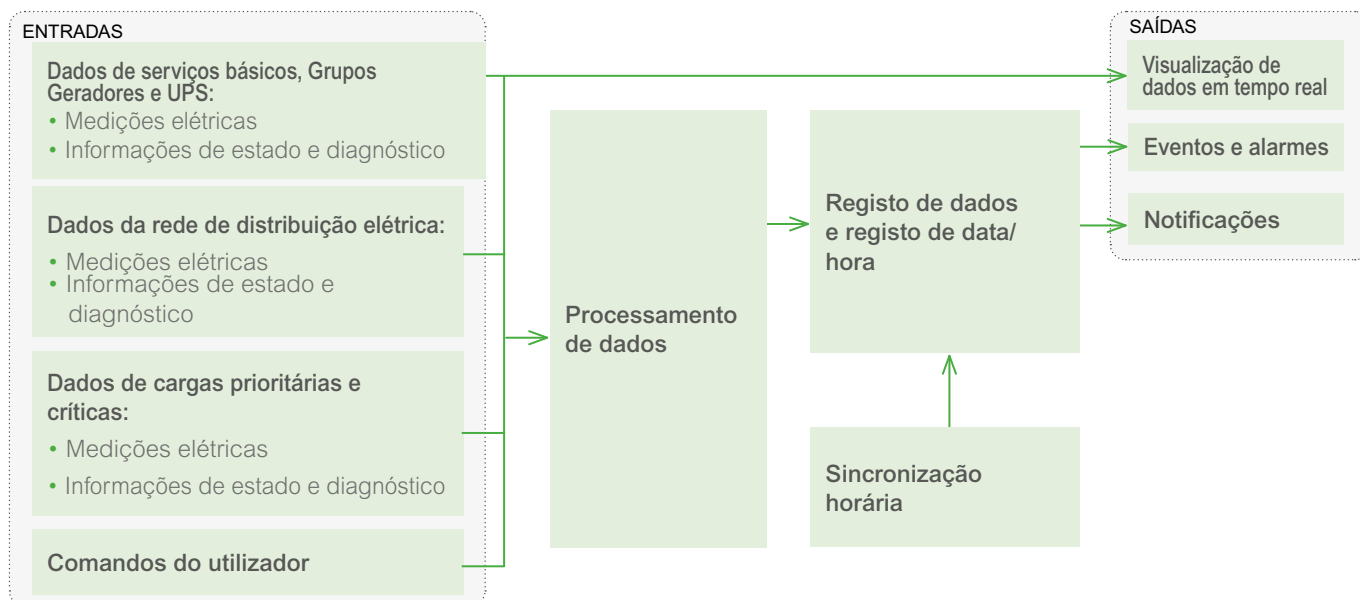 ENTRADAS
Dados de serviços básicos, Grupos
Geradores e UPS:
• Medições elétricas
• Informações de estado e diagnóstico
Dados da rede de distribuição elétrica:
• Medições elétricas
• Informações de estado e
diagnóstico
Dados de cargas prioritárias e
críticas:
• Medições elétricas
• Informações de estado e diagnóstico
Comandos do utilizador
Processamento
de dados
Registo de dados
e registo de data/
hora
Sincronização
horária
SAÍDAS
Visualização de
dados em tempo real
Eventos e alarmes
Notificações